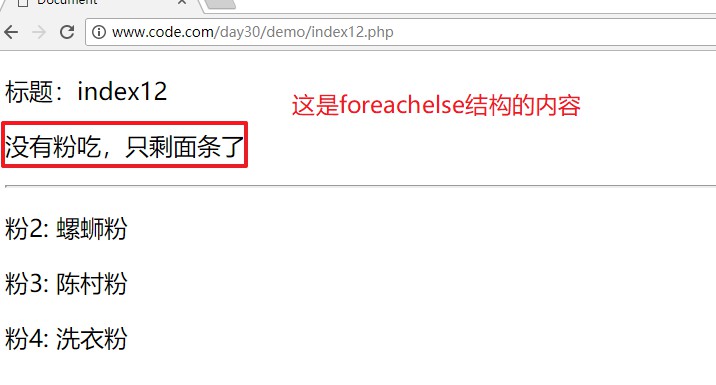 Document
www.code.com/day30/demo/index12.php
标题：index12
这是foreachelse结构的内容
没有粉吃，只剩面条了
粉2: 螺蛳粉
粉3: 陈村粉
粉4: 洗衣粉